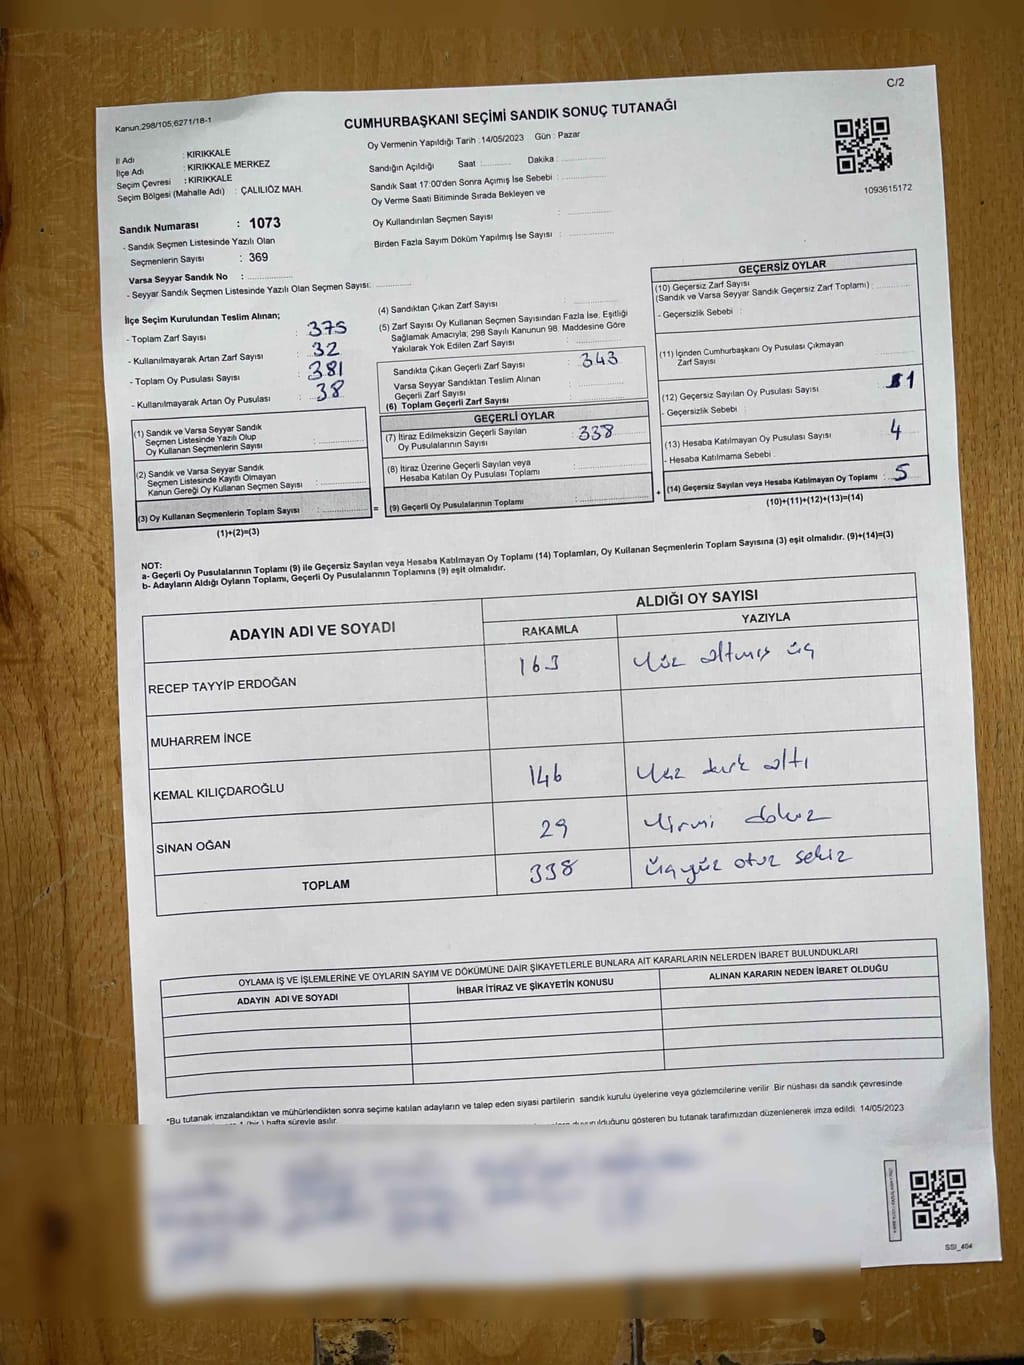 C/2
Kanun;298/105;6271/18-1
CUMHURBAŞKANI SEÇİMİ SANDIK SONUÇ TUTANAĞI
Oy Vermenin Yapıldığı Tarih : 14/05/2023 Gün : Pazar
İl Adı : KIRIKKALE
İlçe Adı : KIRIKKALE MERKEZ
Seçim Çevresi : KIRIKKALE
Seçim Bölgesi (Mahalle Adı) : ÇALILIÖZ MAH.
Sandığın Açıldığı Saat :............ Dakika :................
Sandık Saat 17:00'den Sonra Açımış İse Sebebi :................
Oy Verme Saati Bitiminde Sırada Bekleyen ve
Oy Kullandırılan Seçmen Sayısı :................
Birden Fazla Sayım Döküm Yapılmış İse Sayısı :................
1093615172
Sandık Numarası : 1073
- Sandık Seçmen Listesinde Yazılı Olan
Seçmenlerin Sayısı : 369
Varsa Seyyar Sandık No : ................
- Seyyar Sandık Seçmen Listesinde Yazılı Olan Seçmen Sayısı: ............
İlçe Seçim Kurulundan Teslim Alınan;
- Toplam Zarf Sayısı : 375
- Kullanılmayarak Artan Zarf Sayısı : 32
- Toplam Oy Pusulası Sayısı : 381
- Kullanılmayarak Artan Oy Pusulası : 38
(1) Sandık ve Varsa Seyyar Sandık
Seçmen Listesinde Yazılı Olup
Oy Kullanan Seçmenlerin Sayısı :................
(2) Sandık ve Varsa Seyyar Sandık
Seçmen Listesinde Kayıtlı Olmayan
Kanun Gereği Oy Kullanan Seçmen Sayısı :................
(3) Oy Kullanan Seçmenlerin Toplam Sayısı :................ =
(1)+(2)=(3)
(4) Sandıktan Çıkan Zarf Sayısı :................
(5) Zarf Sayısı Oy Kullanan Seçmen Sayısından Fazla İse, Eşitliği
Sağlamak Amacıyla; 298 Sayılı Kanunun 98. Maddesine Göre
Yakılarak Yok Edilen Zarf Sayısı :................
Sandıkta Çıkan Geçerli Zarf Sayısı : 343
Varsa Seyyar Sandıktan Teslim Alınan
Geçerli Zarf Sayısı :................
(6) Toplam Geçerli Zarf Sayısı :................
GEÇERLİ OYLAR
(7) İtiraz Edilmeksizin Geçerli Sayılan
Oy Pusulalarının Sayısı : 338
(8) İtiraz Üzerine Geçerli Sayılan veya
Hesaba Katılan Oy Pusulası Toplamı :................
(9) Geçerli Oy Pusulalarının Toplamı :................ +
GEÇERSİZ OYLAR
(10) Geçersiz Zarf Sayısı
(Sandık ve Varsa Seyyar Sandık Geçersiz Zarf Toplamı) : ............
- Geçersizlik Sebebi :
(11) İçinden Cumhurbaşkanı Oy Pusulası Çıkmayan
Zarf Sayısı
(12) Geçersiz Sayılan Oy Pusulası Sayısı : 1
- Geçersizlik Sebebi :
(13) Hesaba Katılmayan Oy Pusulası Sayısı 4
- Hesaba Katılmama Sebebi :
(14) Geçersiz Sayılan veya Hesaba Katılmayan Oy Toplamı : 5
(10)+(11)+(12)+(13)=(14)
NOT:
a- Geçerli Oy Pusulalarının Toplamı (9) ile Geçersiz Sayılan veya Hesaba Katılmayan Oy Toplamı (14) Toplamları, Oy Kullanan Seçmenlerin Toplam Sayısına (3) eşit olmalıdır. (9)+(14)=(3)
b- Adayların Aldığı Oyların Toplamı, Geçerli Oy Pusulalarının Toplamına (9) eşit olmalıdır.
ADAYIN ADI VE SOYADI
ALDIĞI OY SAYISI
RAKAMLA YAZIYLA
RECEP TAYYİP ERDOĞAN 163 Yüz altmış üç
MUHARREM İNCE
KEMAL KILIÇDAROĞLU 146 Yüz kırk altı
SİNAN OĞAN 29 Yirmi dokuz
TOPLAM 338 Üçyüz otuz sekiz
OYLAMA İŞ VE İŞLEMLERİNE VE OYLARIN SAYIM VE DÖKÜMÜNE DAİR ŞİKAYETLERLE BUNLARA AİT KARARLARIN NELERDEN İBARET BULUNDUKLARI
ADAYIN ADI VE SOYADI İHBAR İTİRAZ VE ŞİKAYETİN KONUSU ALINAN KARARIN NEDEN İBARET OLDUĞU
*Bu tutanak imzalandıktan ve mühürlendikten sonra seçime katılan adayların ve talep eden siyasi partilerin sandık kurulu üyelerine veya gözlemcilerine verilir. Bir nüshası da sandık çevresinde
1 (bir ) hafta süreyle asılır.
duyurulduğunu gösteren bu tutanak tarafımızdan düzenlenerek imza edildi. 14/05/2023
SSI_404